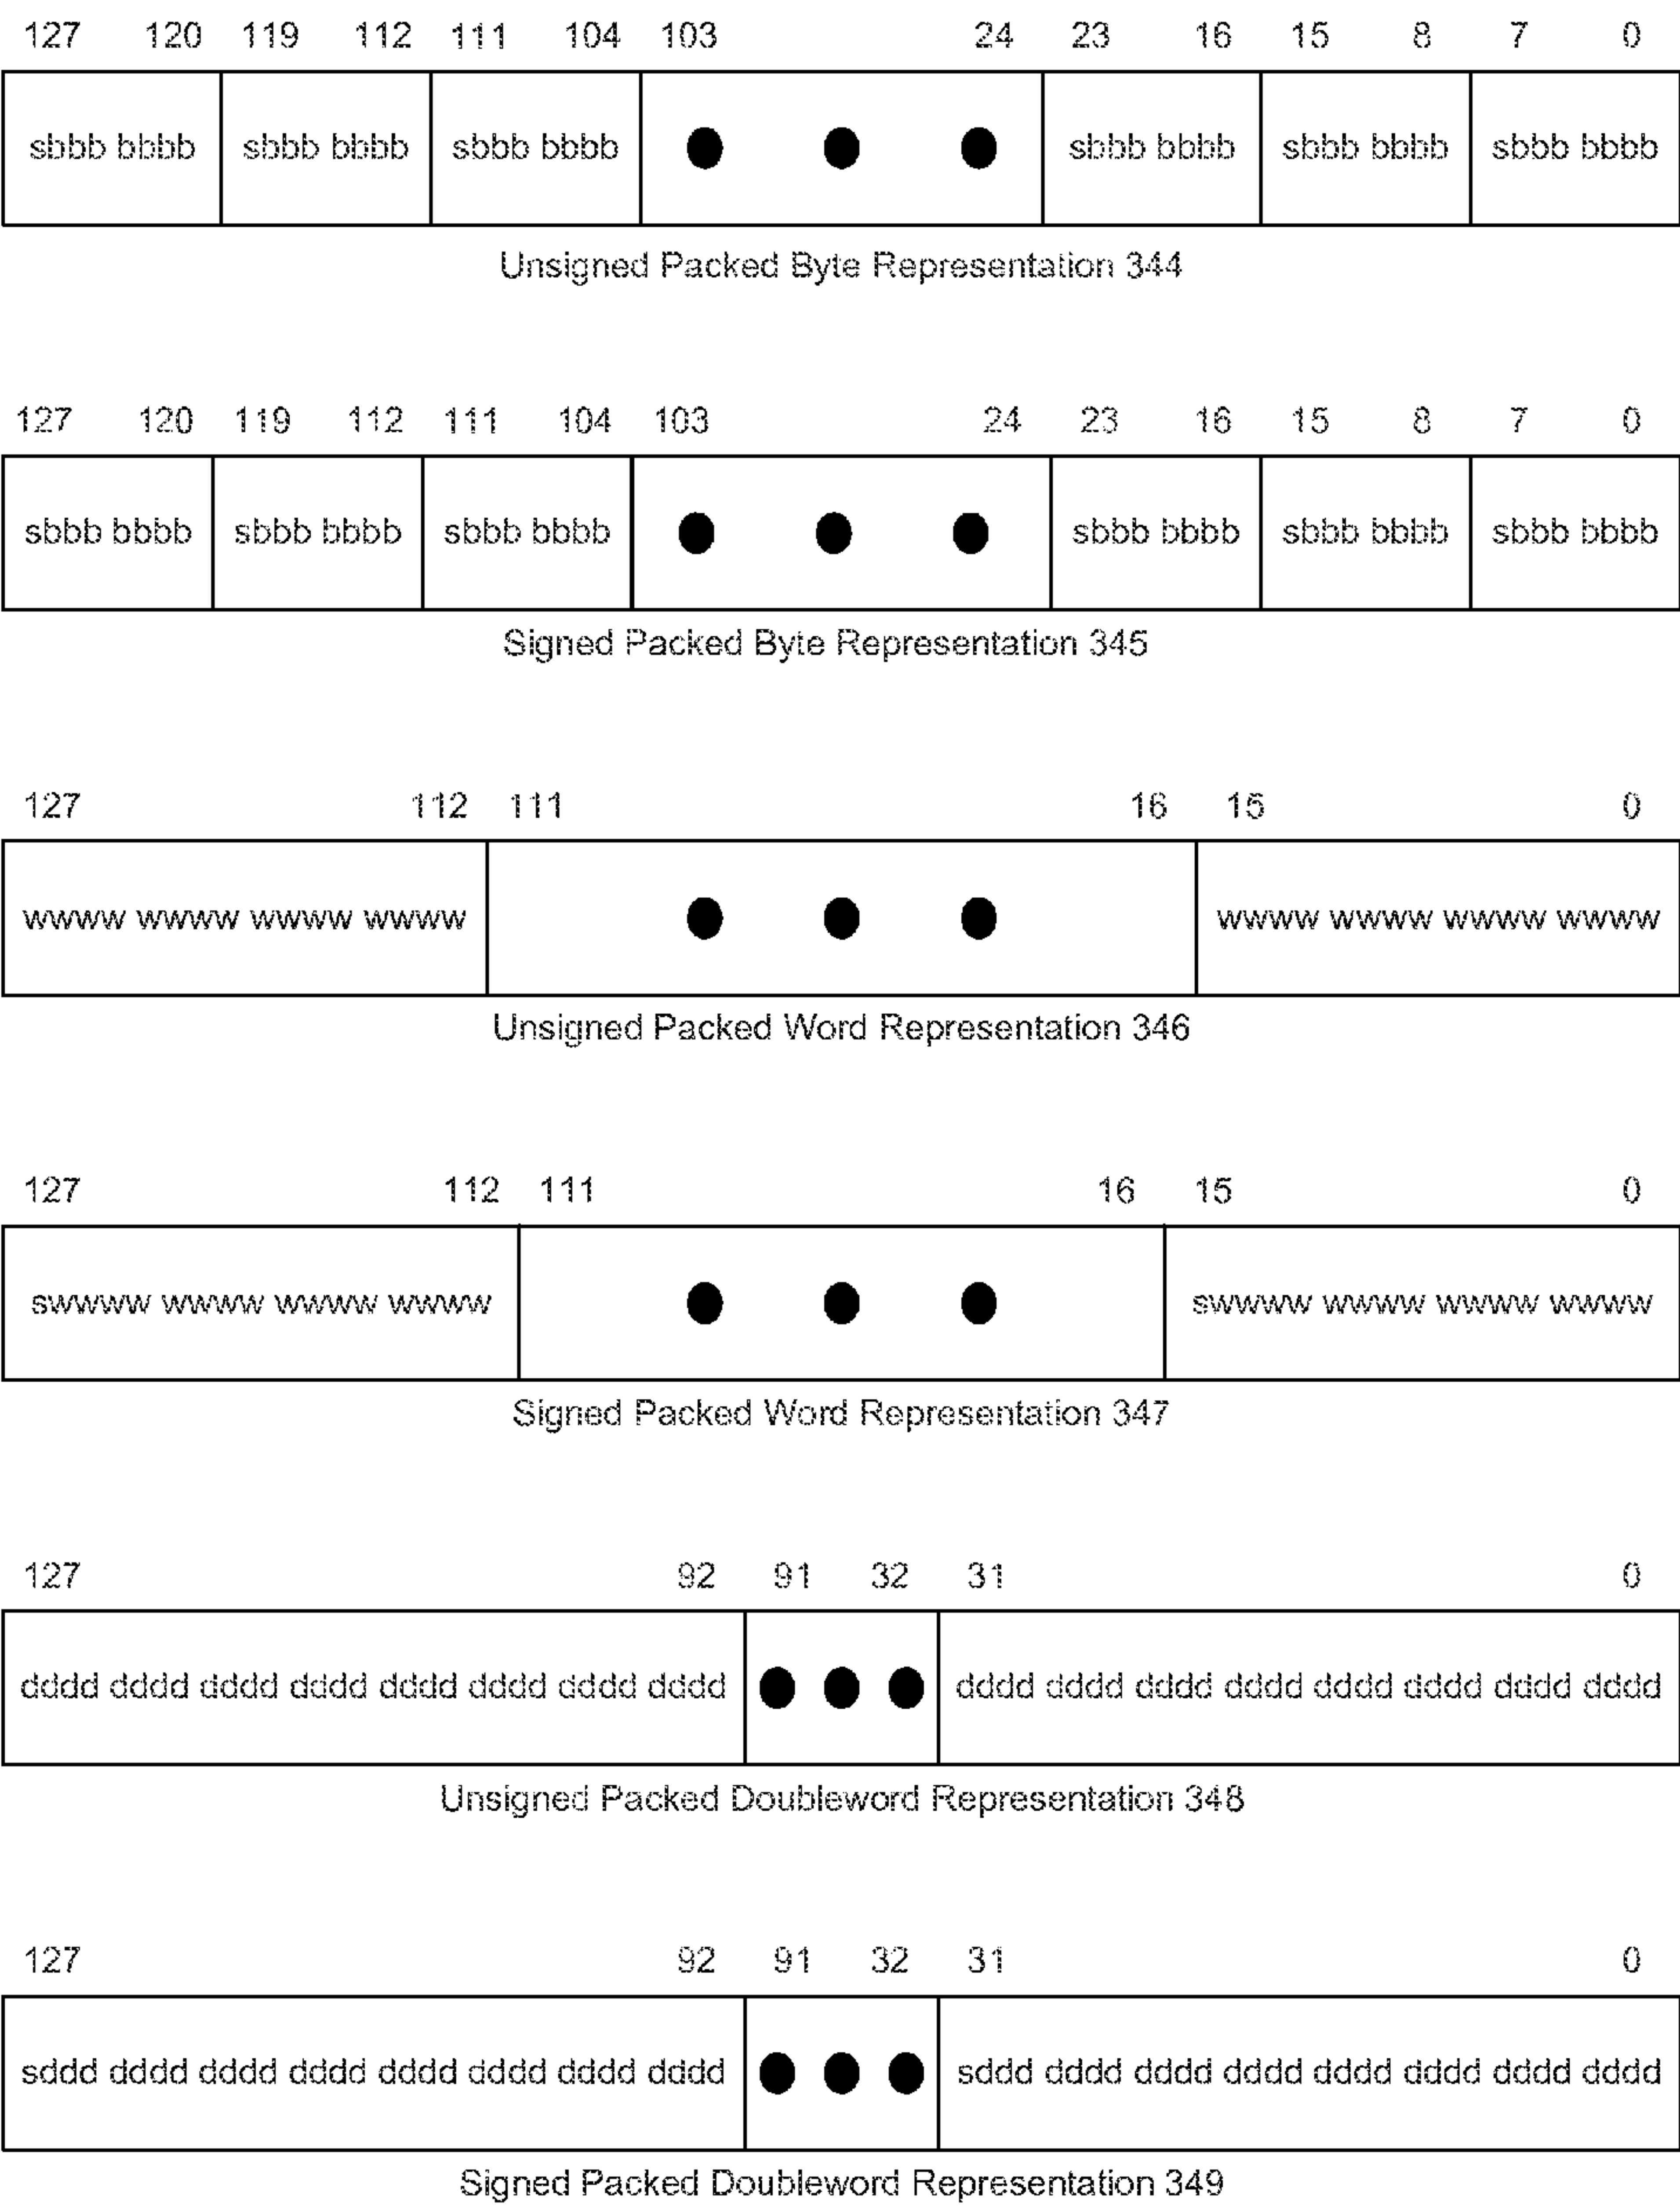 127 120 119 112 111 104 103 24 23 16 15 8 7 0
sbbb bbbb sbbb bbbb sbbb bbbb sbbb bbbb sbbb bbbb sbbb bbbb
Unsigned Packed Byte Representation 344
127 120 119 112 111 104 103 24 23 16 15 8 7 0
sbbb bbbb sbbb bbbb sbbb bbbb sbbb bbbb sbbb bbbb sbbb bbbb
Signed Packed Byte Representation 345
127 112 111 16 15 0
wwww wwww wwww wwww wwww wwww wwww wwww
Unsigned Packed Word Representation 346
127 112 111 16 15 0
swwww wwww wwww wwww swwww wwww wwww wwww
Signed Packed Word Representation 347
127 92 91 32 31 0
dddd dddd dddd dddd dddd dddd dddd dddd dddd dddd dddd dddd dddd dddd dddd dddd
Unsigned Packed Doubleword Representation 348
127 92 91 32 31 0
sddd dddd dddd dddd dddd dddd dddd dddd sddd dddd dddd dddd dddd dddd dddd dddd
Signed Packed Doubleword Representation 349